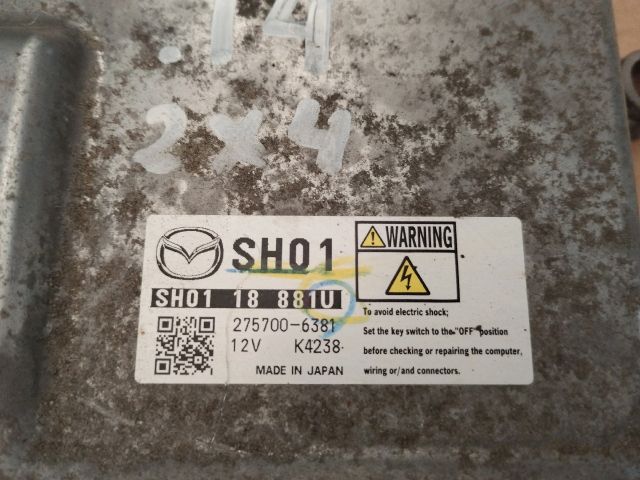 .14
2x4
SH01
SH01 18 881U
275700-6381
12V K4238
MADE IN JAPAN
WARNING
To avoid electric shock;
Set the key switch to the "OFF" position
before checking or repairing the computer,
wiring or/and connectors.